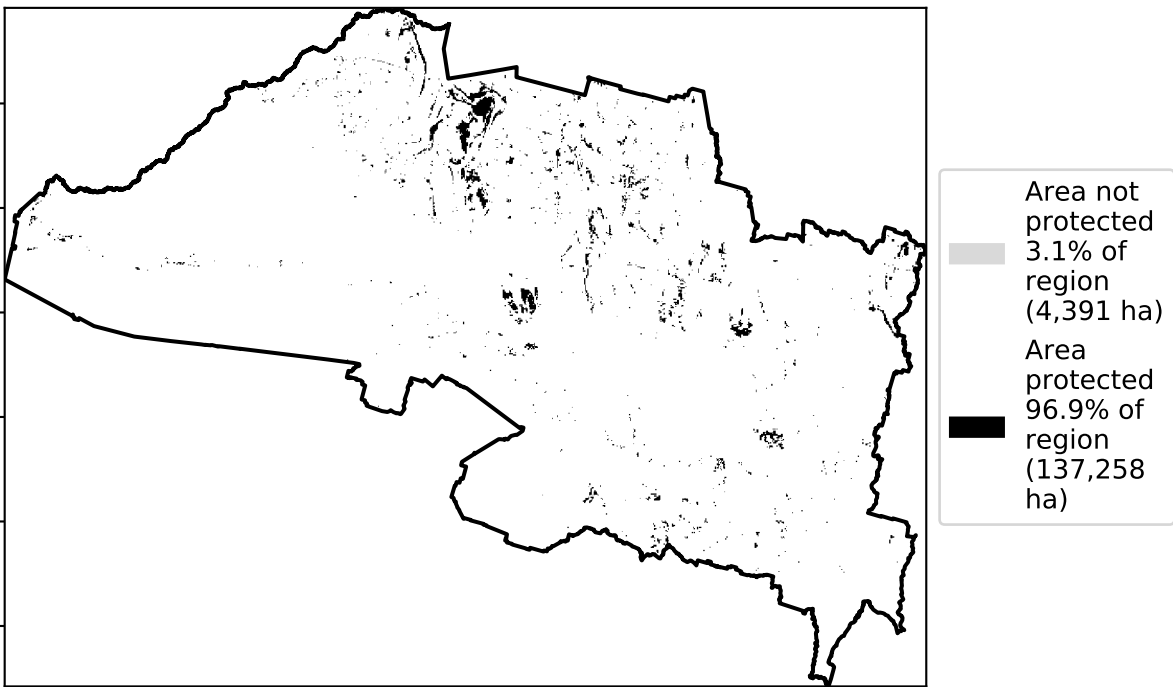 Area not
protected
3.1% of
region
(4,391 ha)
Area
protected
96.9% of
region
(137,258
ha)